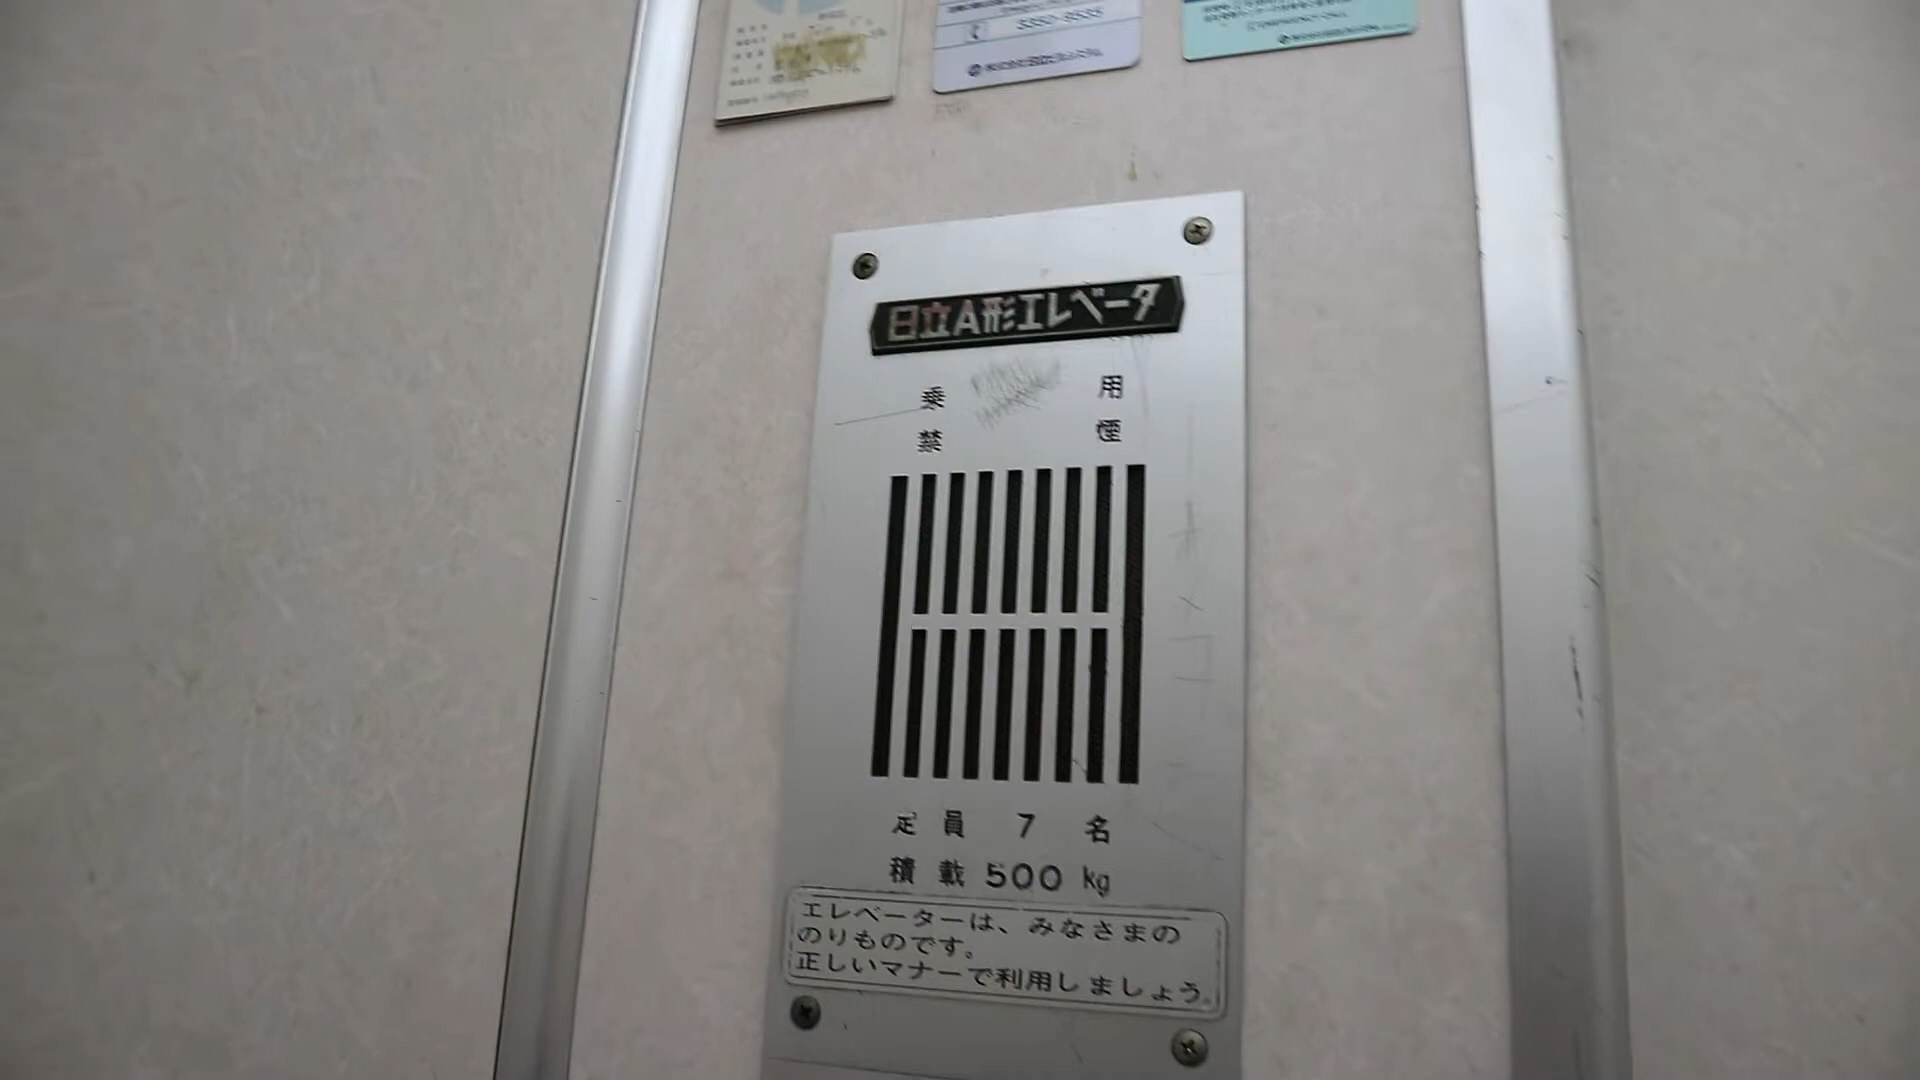 5350-8535
日立A形エレベータ
乗 用
禁 煙
定員 7 名
積載 500 kg
エレベーターは、みなさまの
のりものです。
正しいマナーで利用しましょう。